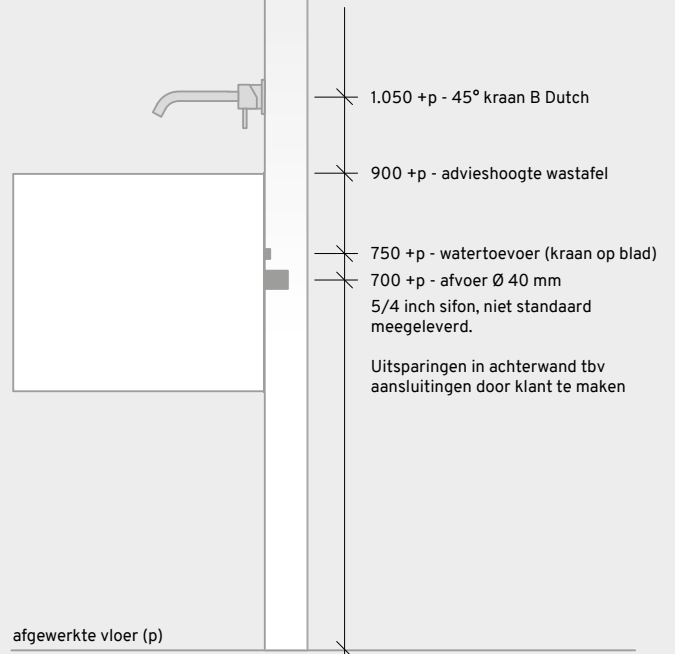 1.050 +p - 45° kraan B Dutch
900 +p - advieshoogte wastafel
750 +p - watertoevoer (kraan op blad)
700 +p - afvoer Ø 40 mm
5/4 inch sifon, niet standaard
meegeleverd.
Uitsparingen in achterwand tbv
aansluitingen door klant te maken
afgewerkte vloer (p)